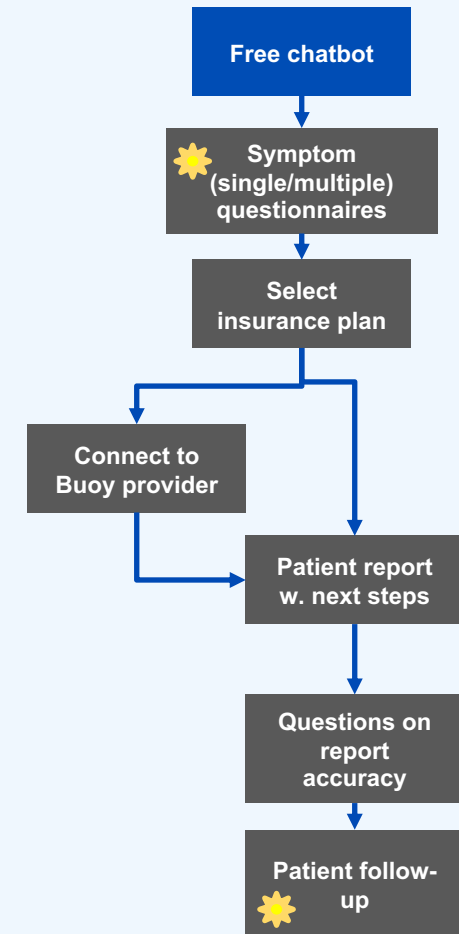 Free chatbot
Symptom
(single/multiple)
questionnaires
Select
insurance plan
Connect to
Buoy provider
Patient report
w. next steps
Questions on
report
accuracy
Patient follow-
up